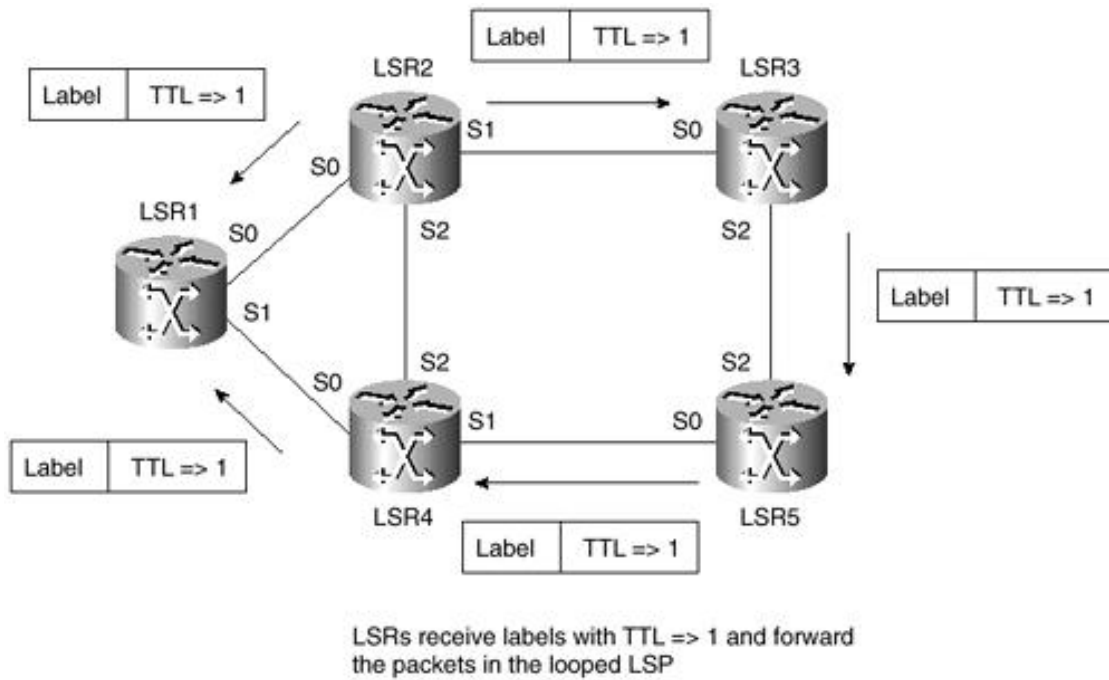 Label TTL => 1
LSR2
LSR3
Label TTL => 1
S1
S0
S0
LSR1
S0
S2
S2
Label TTL => 1
S1
S2
S2
S0
S1
S0
Label TTL => 1
LSR4
LSR5
Label TTL => 1
LSRs receive labels with TTL => 1 and forward
the packets in the looped LSP